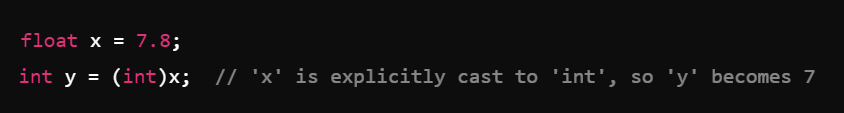 float x = 7.8;
int y = (int)x;  // 'x' is explicitly cast to 'int', so 'y' becomes 7